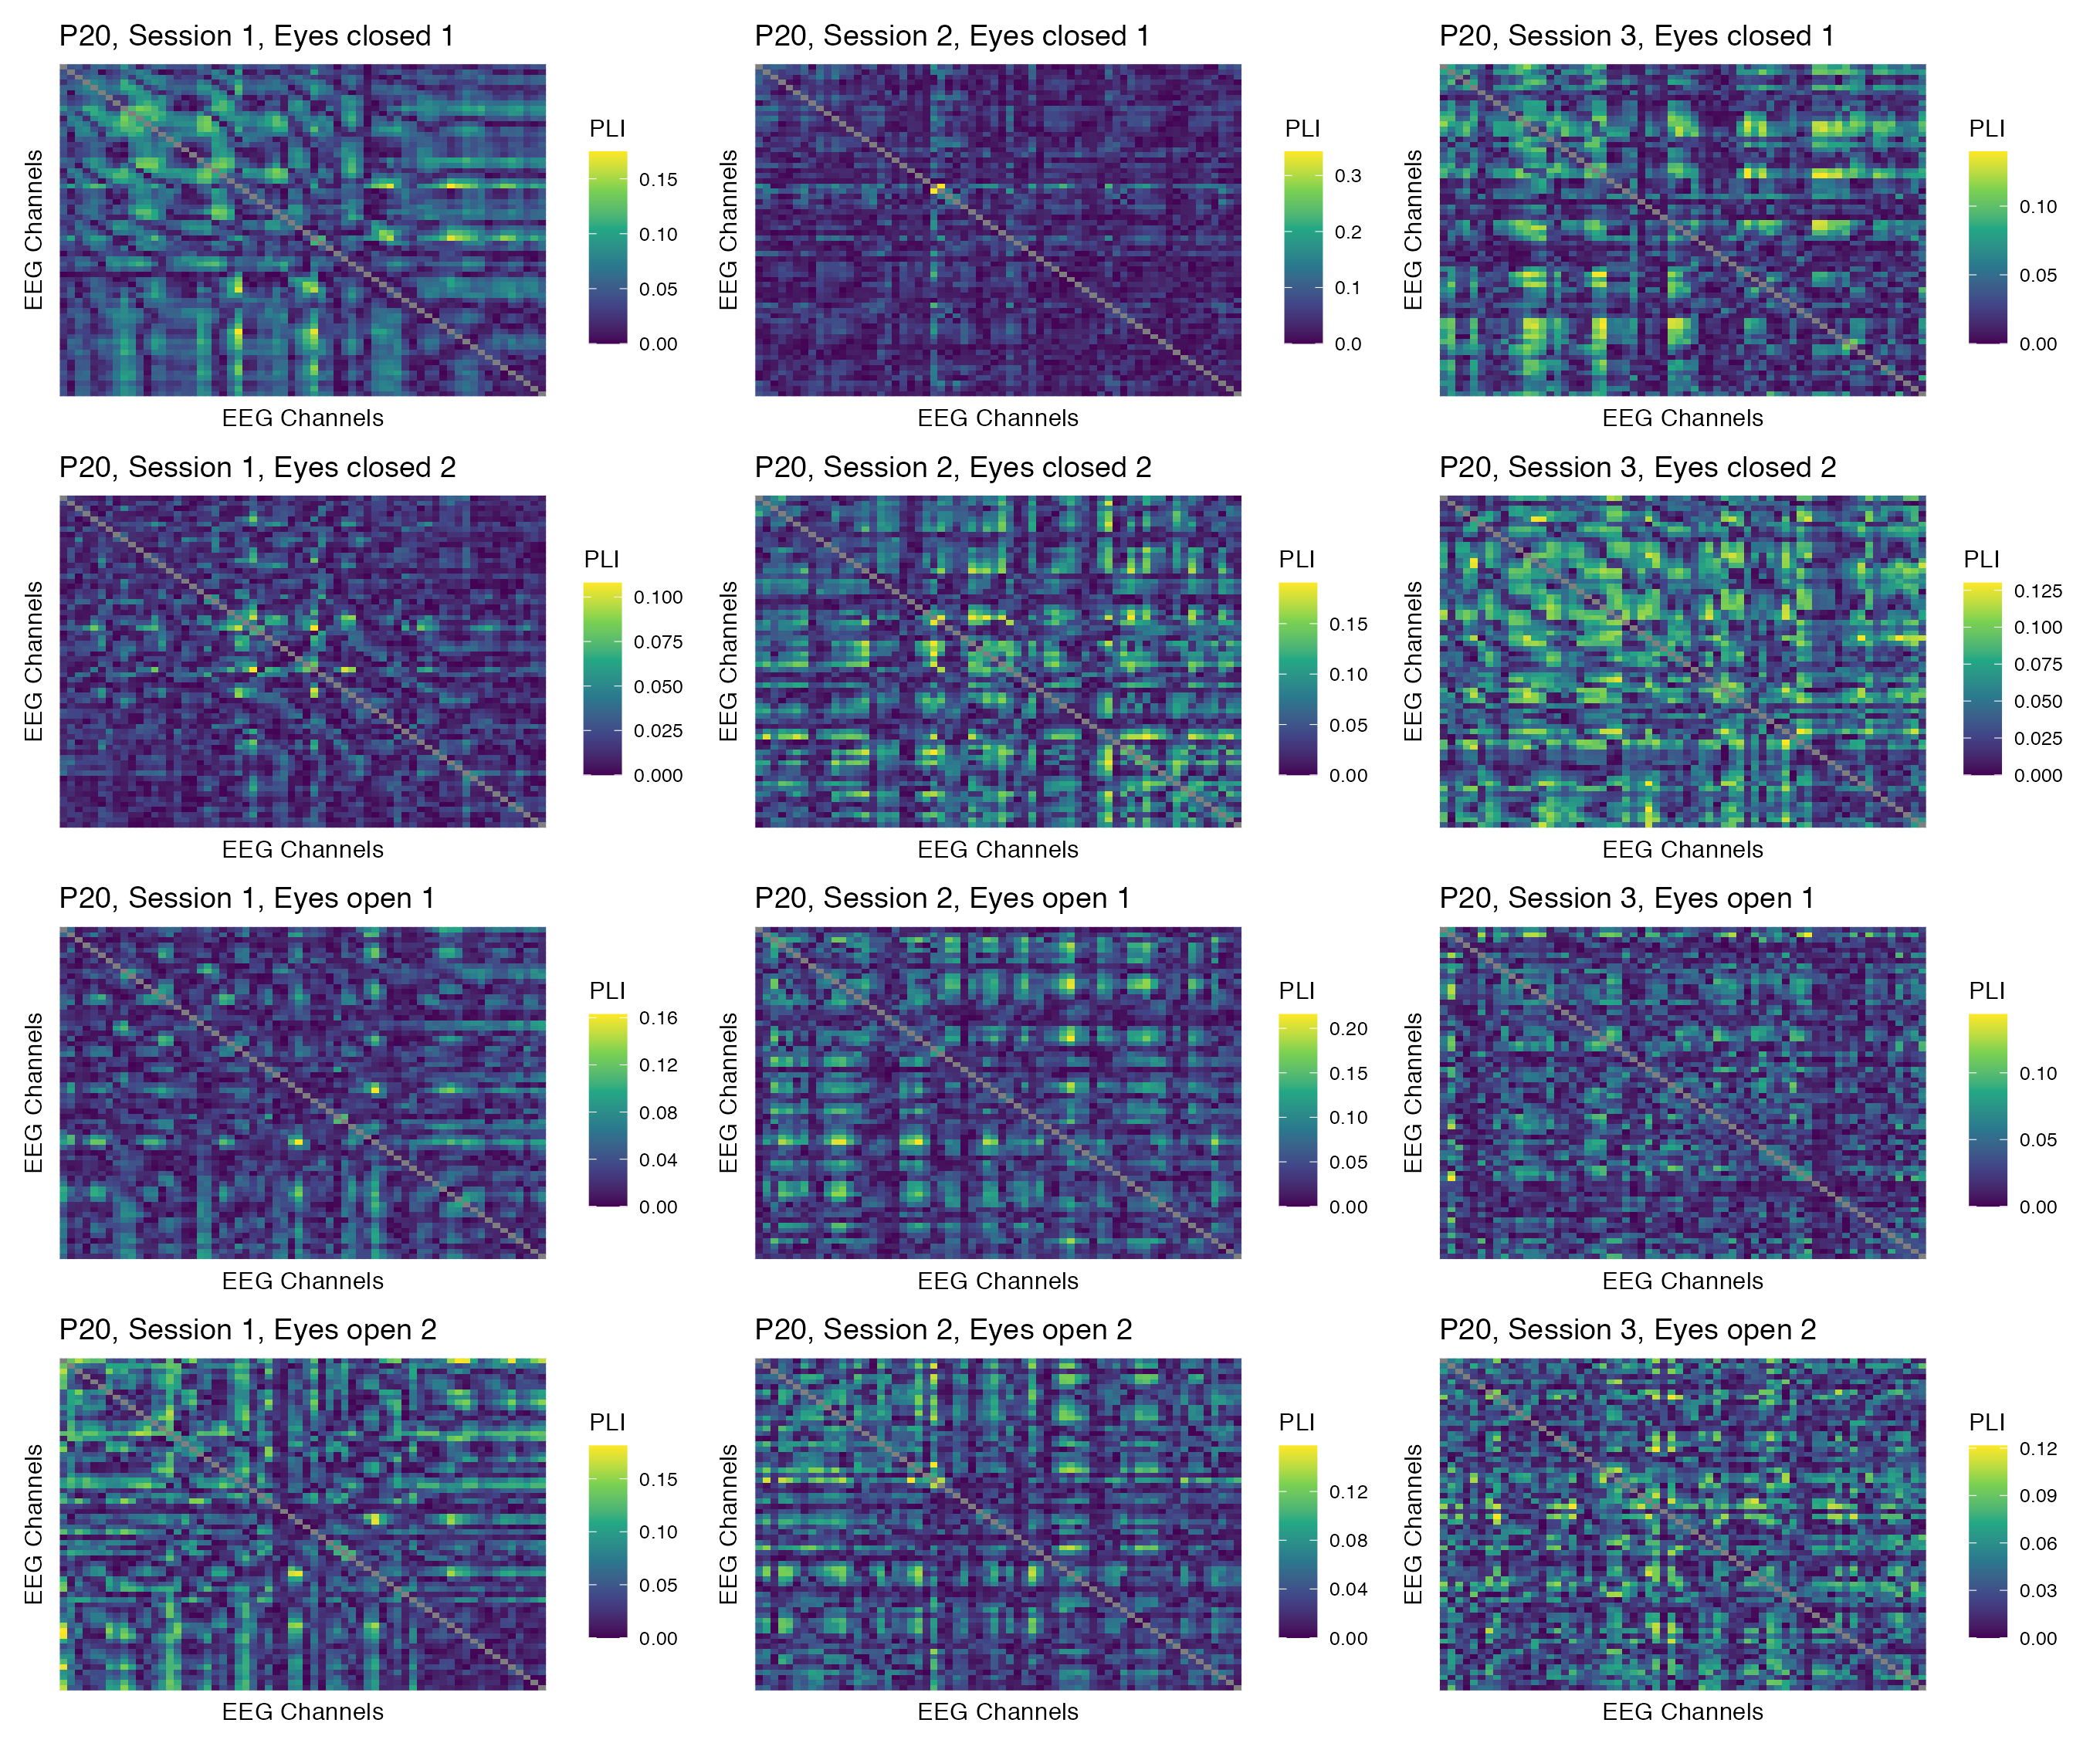 P20, Session 1, Eyes closed 1
EEG Channels
EEG Channels
PLI
0.15
0.10
0.05
0.00
P20, Session 2, Eyes closed 1
EEG Channels
EEG Channels
PLI
0.3
0.2
0.1
0.0
P20, Session 3, Eyes closed 1
EEG Channels
EEG Channels
PLI
0.10
0.05
0.00
P20, Session 1, Eyes closed 2
EEG Channels
EEG Channels
PLI
0.100
0.075
0.050
0.025
0.000
P20, Session 2, Eyes closed 2
EEG Channels
EEG Channels
PLI
0.15
0.10
0.05
0.00
P20, Session 3, Eyes closed 2
EEG Channels
EEG Channels
PLI
0.125
0.100
0.075
0.050
0.025
0.000
P20, Session 1, Eyes open 1
EEG Channels
EEG Channels
PLI
0.16
0.12
0.08
0.04
0.00
P20, Session 2, Eyes open 1
EEG Channels
EEG Channels
PLI
0.20
0.15
0.10
0.05
0.00
P20, Session 3, Eyes open 1
EEG Channels
EEG Channels
PLI
0.10
0.05
0.00
P20, Session 1, Eyes open 2
EEG Channels
EEG Channels
PLI
0.15
0.10
0.05
0.00
P20, Session 2, Eyes open 2
EEG Channels
EEG Channels
PLI
0.12
0.08
0.04
0.00
P20, Session 3, Eyes open 2
EEG Channels
EEG Channels
PLI
0.12
0.09
0.06
0.03
0.00